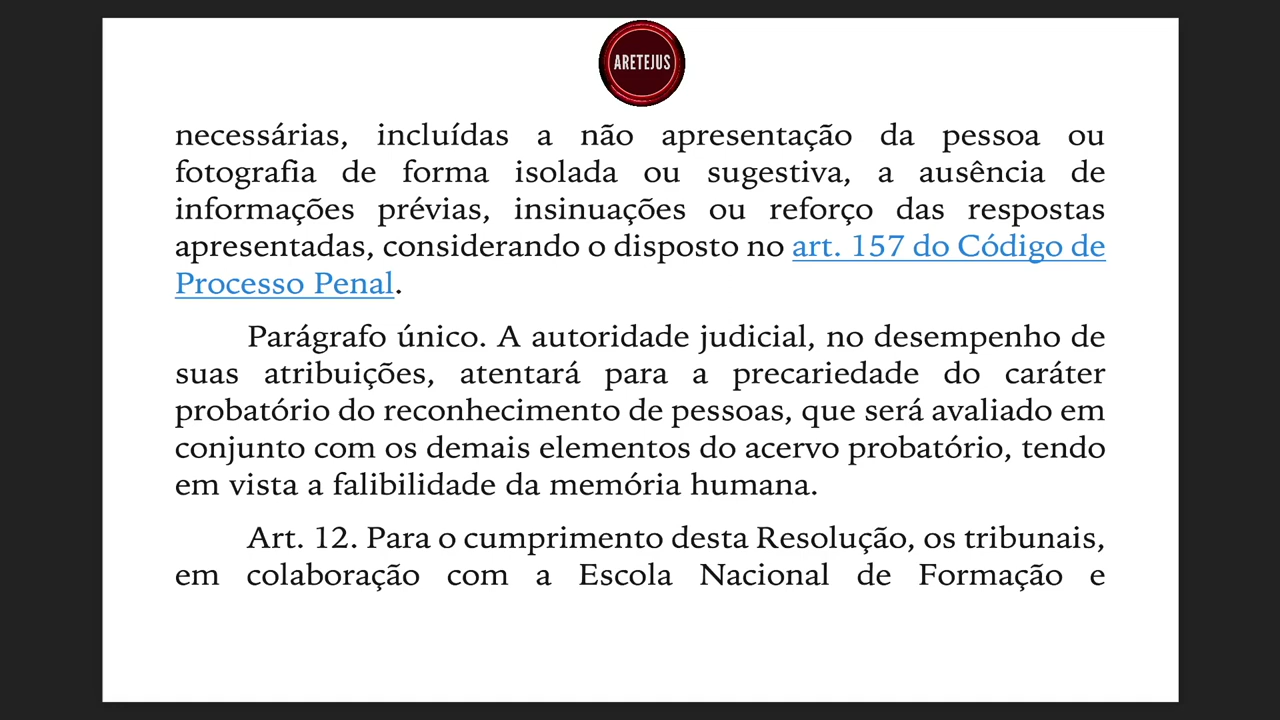 ARETEJUS
necessárias, incluídas a não apresentação da pessoa ou
fotografia de forma isolada ou sugestiva, a ausência de
informações prévias, insinuações ou reforço das respostas
apresentadas, considerando o disposto no art. 157 do Código de
Processo Penal.
Parágrafo único. A autoridade judicial, no desempenho de
suas atribuições, atentará para a precariedade do caráter
probatório do reconhecimento de pessoas, que será avaliado em
conjunto com os demais elementos do acervo probatório, tendo
em vista a falibilidade da memória humana.
Art. 12. Para o cumprimento desta Resolução, os tribunais,
em colaboração com a Escola Nacional de Formação e